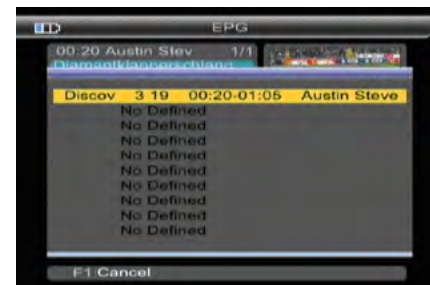 EPG
00:20 Austin Stev 1/1
Diamantklapperschlang
Discov 3 19 00:20-01:05 Austin Steve
No Defined
No Defined
No Defined
No Defined
No Defined
No Defined
No Defined
No Defined
No Defined
F1:Cancel